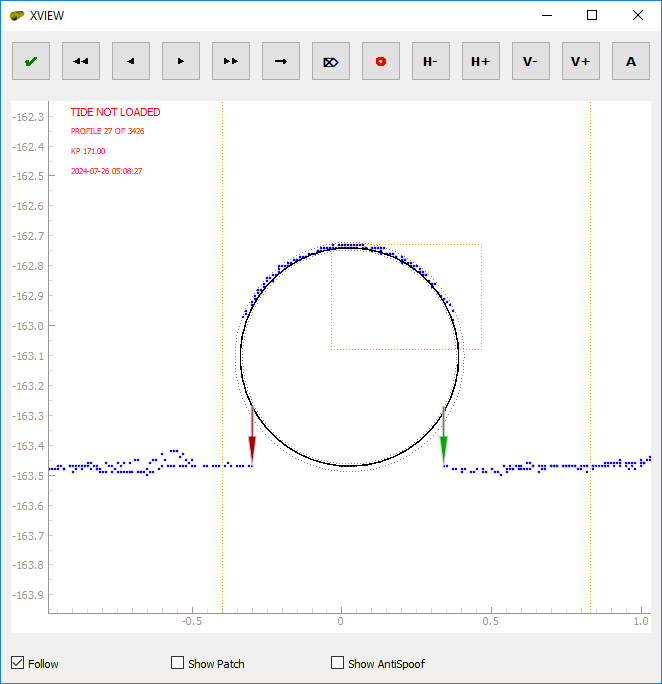 XVIEW
H- H+ V- V+ A
TIDE NOT LOADED
PROFILE 27 OF 3426
KP 171.00
2024-07-26 05:08:27
-162.3
-162.4
-162.5
-162.6
-162.7
-162.8
-162.9
-163.0
-163.1
-163.2
-163.3
-163.4
-163.5
-163.6
-163.7
-163.8
-163.9
-0.5 0 0.5 1.0
Follow Show Patch Show AntiSpoof